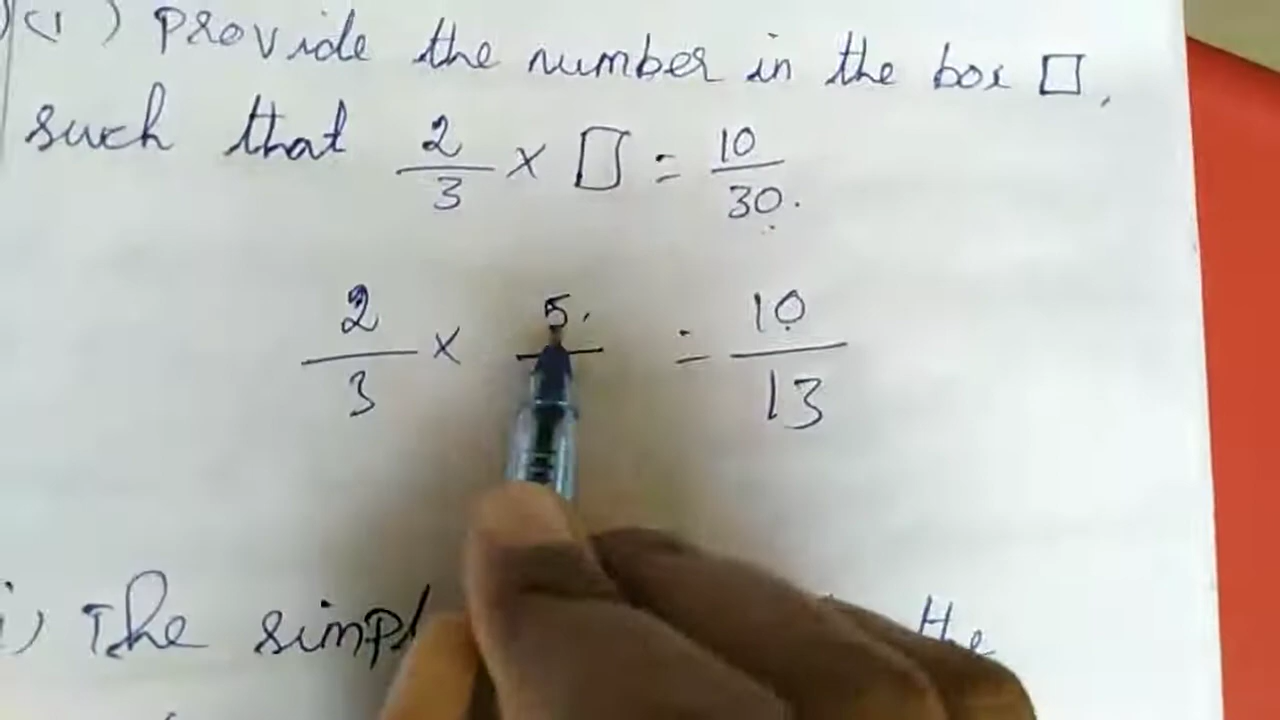 (i) Provide the number in the box □,
such that 2/3 × □ = 10/30.
2/3 × 5/ = 10/13
i) The simpl the